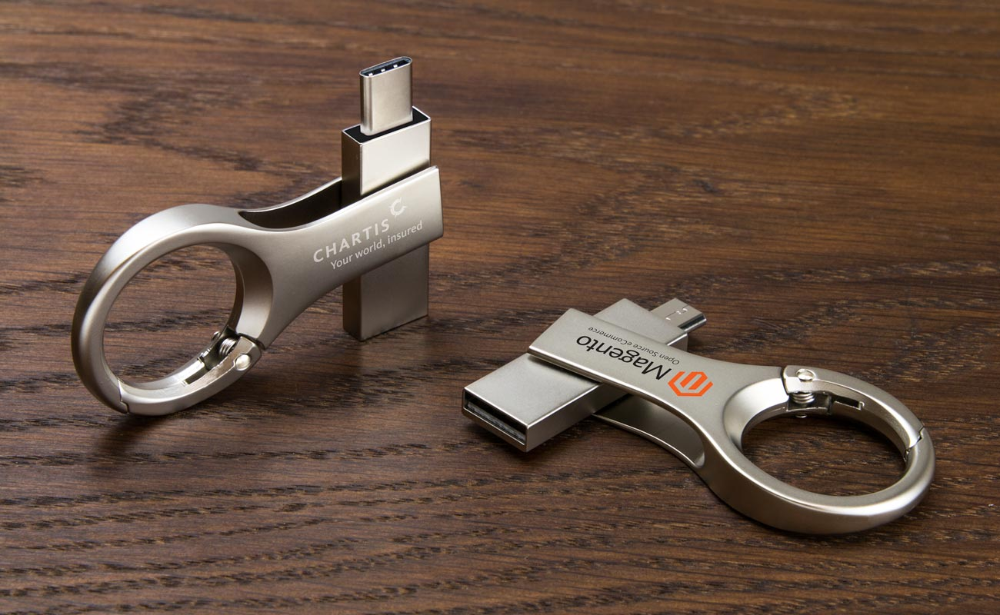 CHARTIS
Your world, insured
Magento
Open Source eCommerce